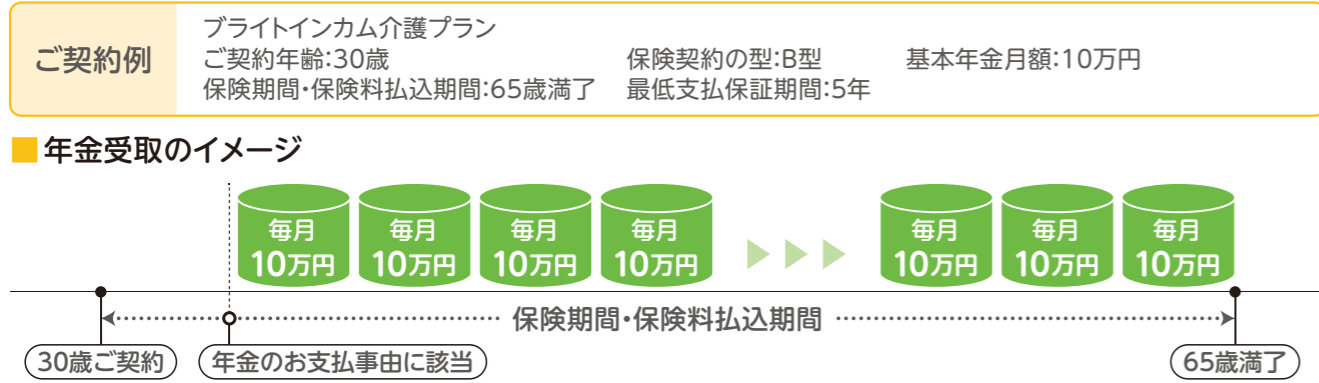 ご契約例
ブライトインカム介護プラン
ご契約年齢:30歳 保険契約の型:B型 基本年金月額:10万円
保険期間・保険料払込期間:65歳満了 最低支払保証期間:5年
■年金受取のイメージ
毎月 毎月 毎月 毎月 毎月 毎月 毎月
10万円 10万円 10万円 10万円 10万円 10万円 10万円
保険期間・保険料払込期間
30歳ご契約 年金のお支払事由に該当 65歳満了